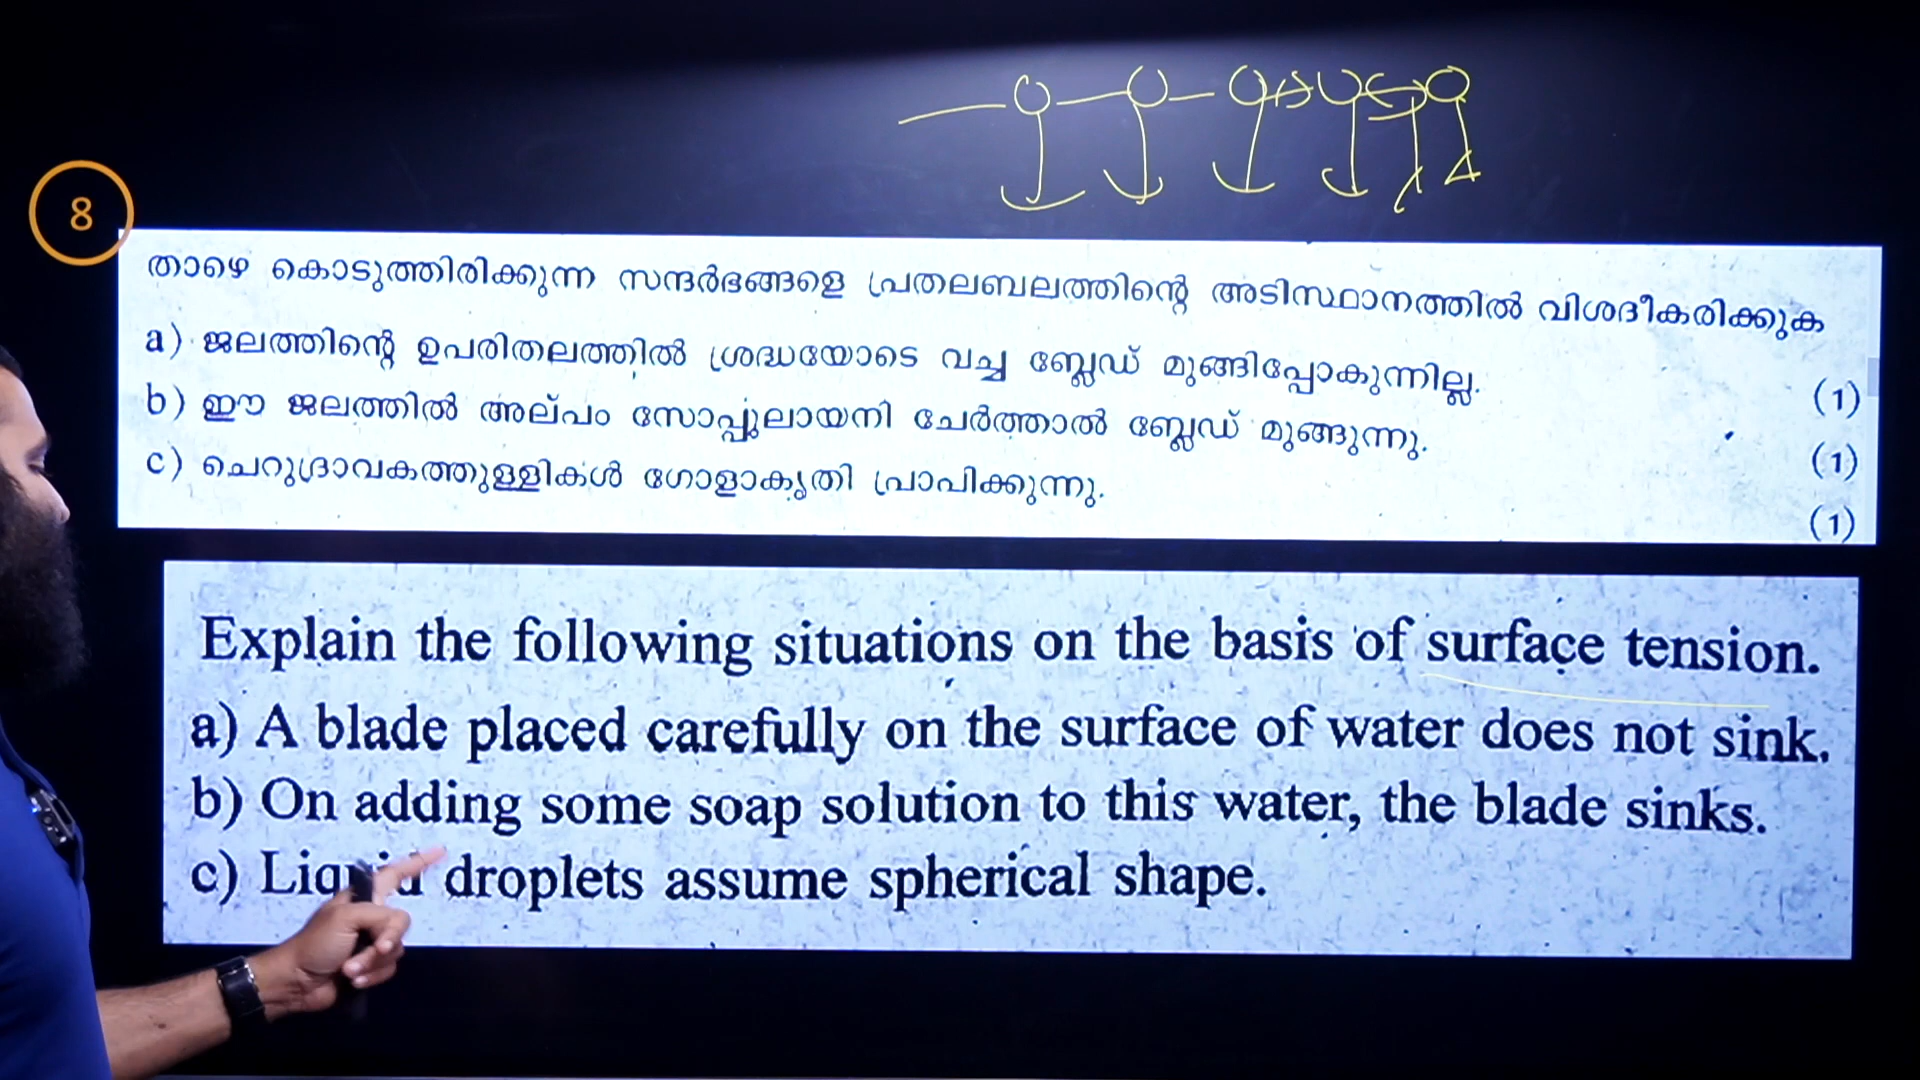 8
താഴെ കൊടുത്തിരിക്കുന്ന സന്ദർഭങ്ങളെ പ്രതലബലത്തിന്റെ അടിസ്ഥാനത്തിൽ വിശദീകരിക്കുക
a) ജലത്തിന്റെ ഉപരിതലത്തിൽ ശ്രദ്ധയോടെ വച്ച ബ്ലേഡ് മുങ്ങിപ്പോകുന്നില്ല. (1)
b) ഈ ജലത്തിൽ അല്പം സോപ്പുലായനി ചേർത്താൽ ബ്ലേഡ് മുങ്ങുന്നു. (1)
c) ചെറുദ്രാവകത്തുള്ളികൾ ഗോളാകൃതി പ്രാപിക്കുന്നു. (1)
Explain the following situations on the basis of surface tension.
a) A blade placed carefully on the surface of water does not sink.
b) On adding some soap solution to this water, the blade sinks.
c) Liquid droplets assume spherical shape.